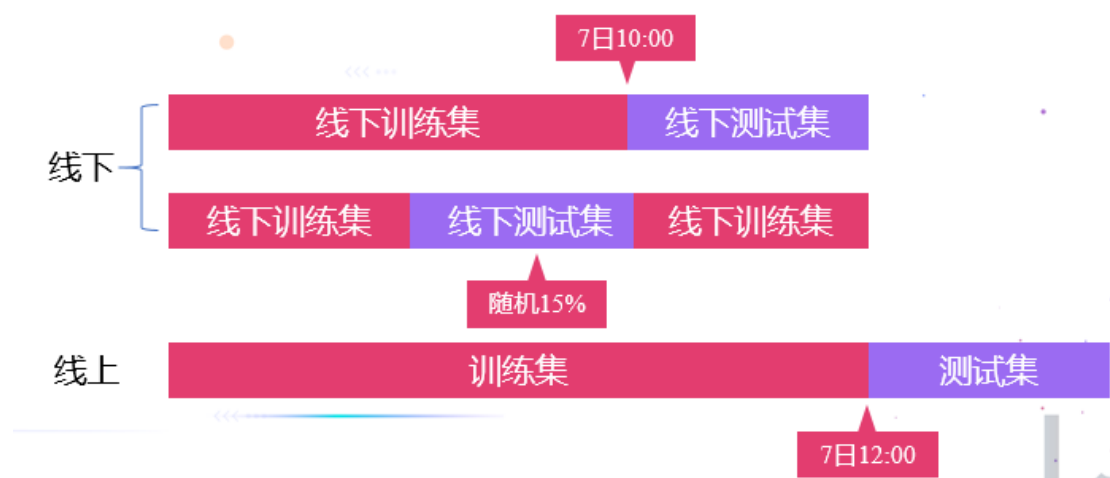 7日10:00
线下训练集 线下测试集
线下
线下训练集 线下测试集 线下训练集
随机15%
线上 训练集 测试集
7日12:00